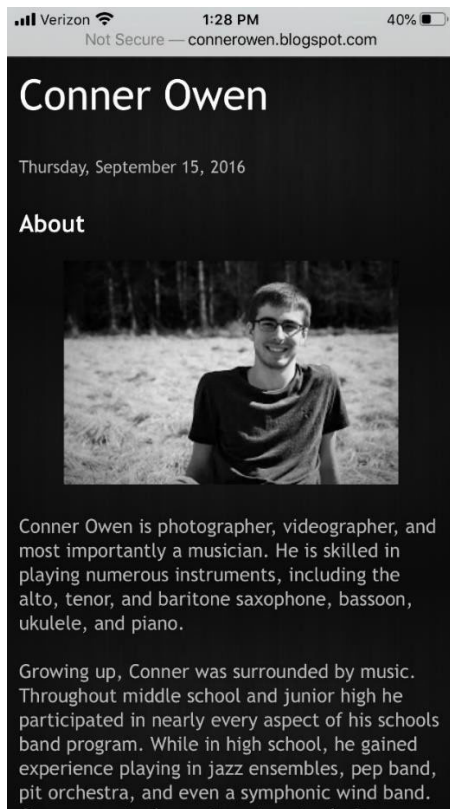 Verizon 1:28 PM 40%
Not Secure — connerowen.blogspot.com
Conner Owen
Thursday, September 15, 2016
About
Conner Owen is photographer, videographer, and
most importantly a musician. He is skilled in
playing numerous instruments, including the
alto, tenor, and baritone saxophone, bassoon,
ukulele, and piano.
Growing up, Conner was surrounded by music.
Throughout middle school and junior high he
participated in nearly every aspect of his schools
band program. While in high school, he gained
experience playing in jazz ensembles, pep band,
pit orchestra, and even a symphonic wind band.